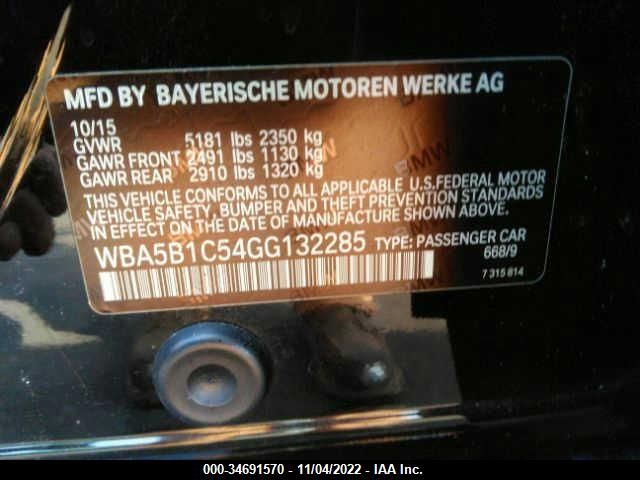 MFD BY BAYERISCHE MOTOREN WERKE AG
10/15
GVWR 5181 lbs 2350 kg
GAWR FRONT 2491 lbs 1130 kg
GAWR REAR 2910 lbs 1320 kg
THIS VEHICLE CONFORMS TO ALL APPLICABLE U.S.FEDERAL MOTOR
VEHICLE SAFETY, BUMPER AND THEFT PREVENTION STANDARDS
IN EFFECT ON THE DATE OF MANUFACTURE SHOWN ABOVE.
WBA5B1C54GG132285 TYPE: PASSENGER CAR
668/9
7 315 814
000-34691570 - 11/04/2022 - IAA Inc.